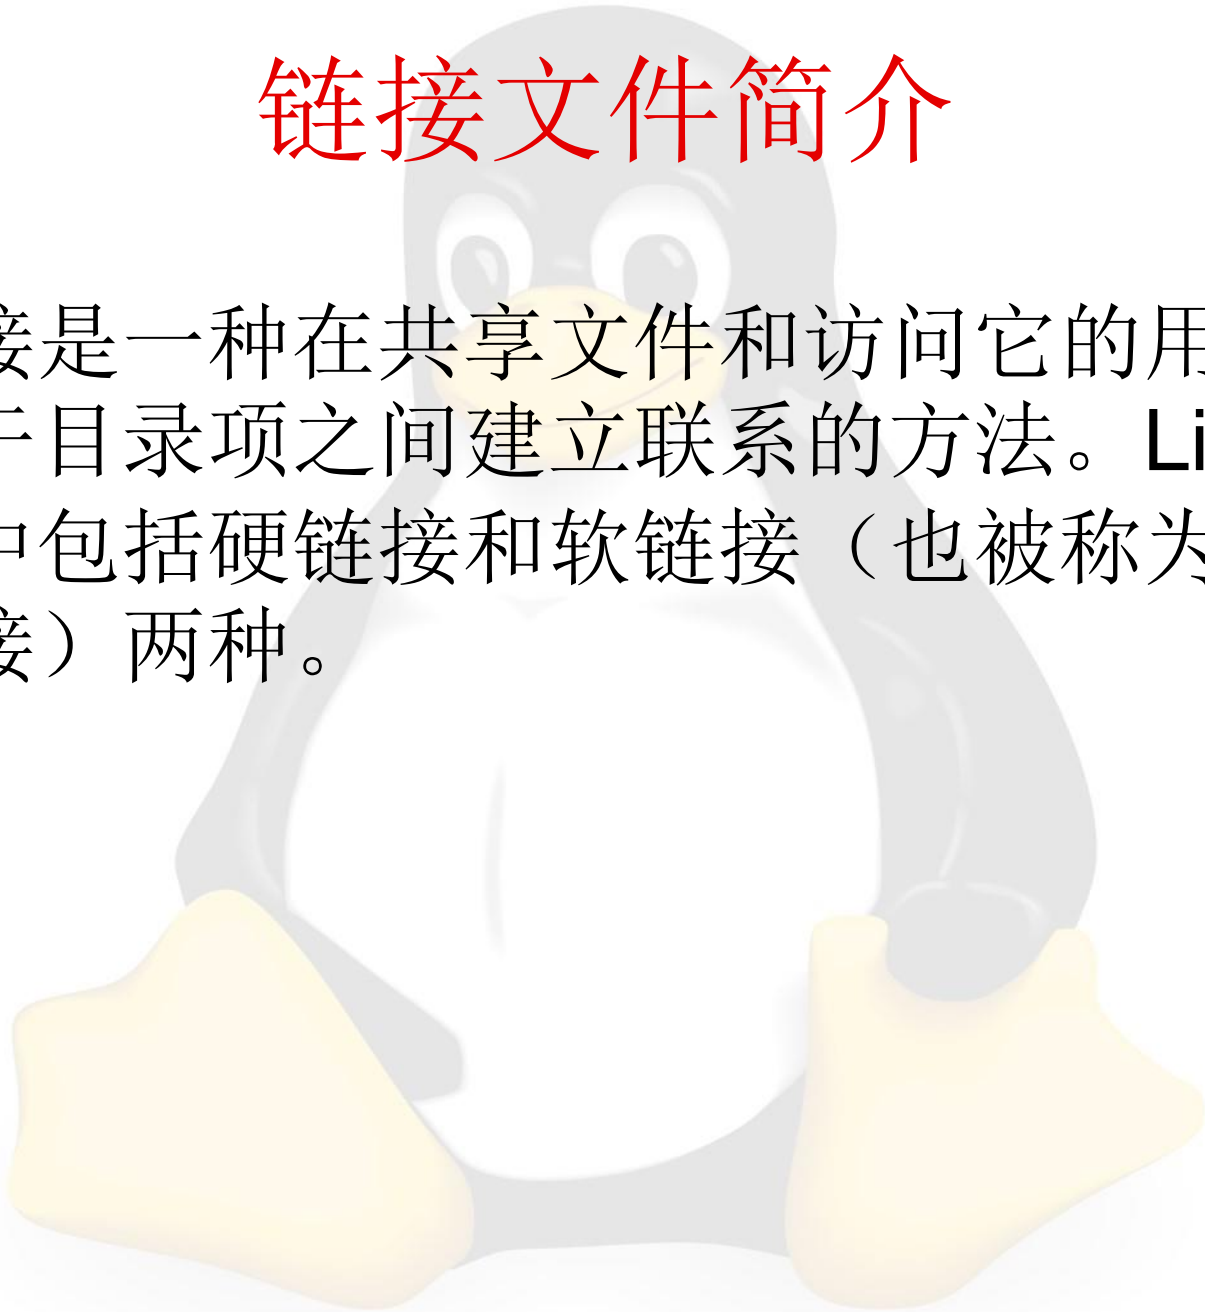 链接文件简介
接是一种在共享文件和访问它的用
于目录项之间建立联系的方法。Li
中包括硬链接和软链接（也被称为
接）两种。